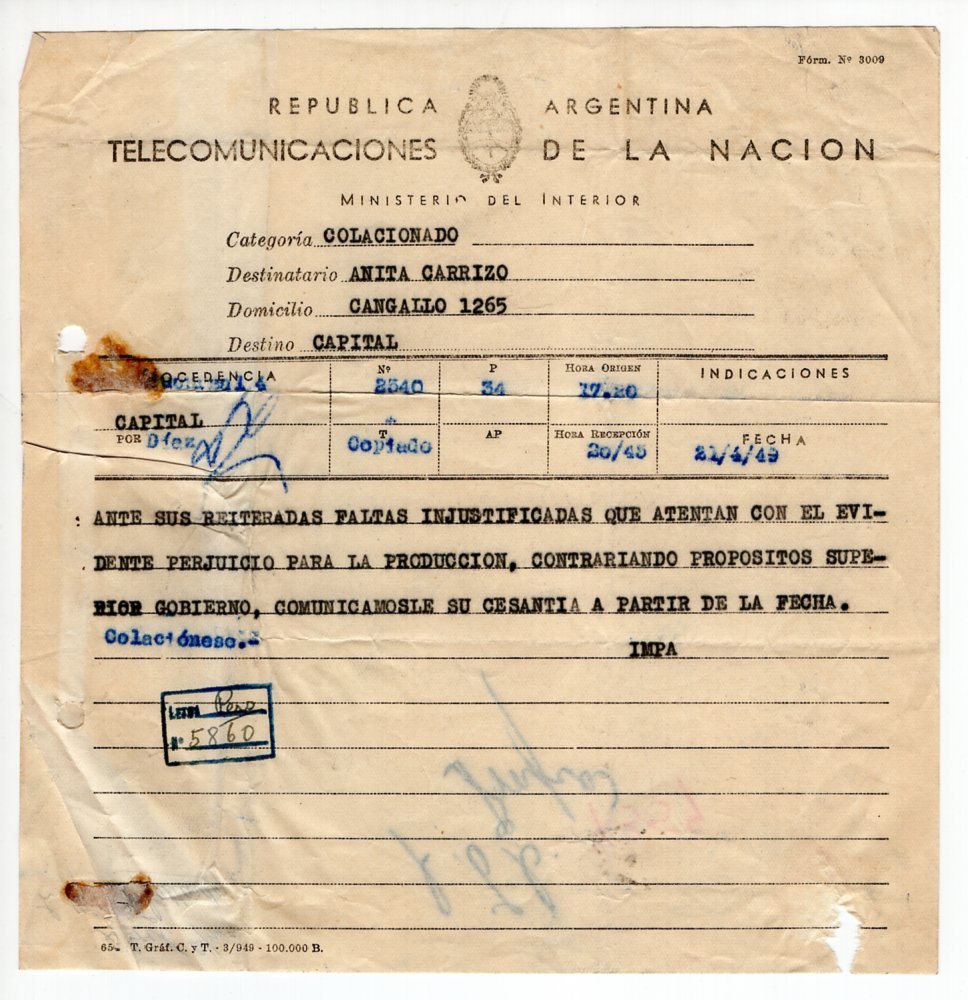 Fórm. Nº 3009
REPUBLICA ARGENTINA
TELECOMUNICACIONES DE LA NACION
MINISTERIO DEL INTERIOR
Categoría COLACIONADO
Destinatario ANITA CARRIZO
Domicilio CANGALLO 1265
Destino CAPITAL
Nº P HORA ORIGEN INDICACIONES
2540 34 17.20
CAPITAL
POR Diez T AP HORA RECEPCIÓN FECHA
Copiado 20/45 21/4/49
ANTE SUS REITERADAS FALTAS INJUSTIFICADAS QUE ATENTAN CON EL EVI-
DENTE PERJUICIO PARA LA PRODUCCION, CONTRARIANDO PROPOSITOS SUPE-
RIOR GOBIERNO, COMUNICAMOSLE SU CESANTIA A PARTIR DE LA FECHA.
Colaciónese.-
IMPA
LETRA
Nº 5860
T. Gráf. C. y T. - 3/949 - 100.000 B.